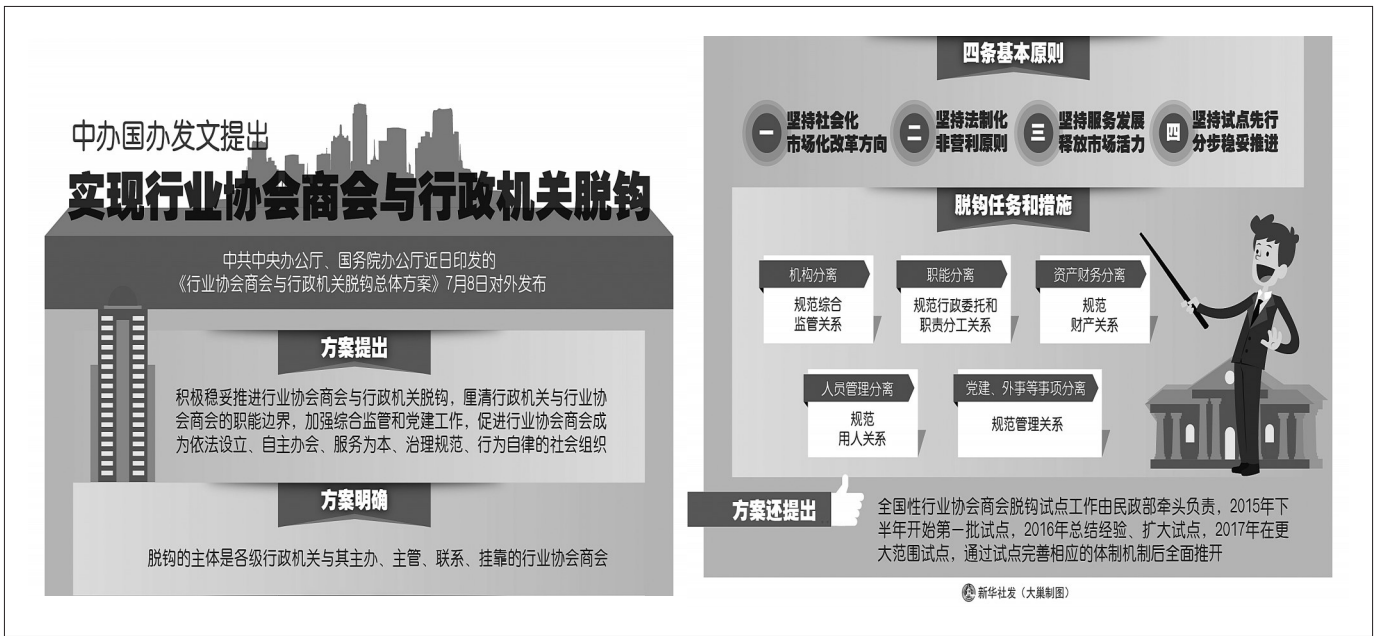 中办国办发文提出
实现行业协会商会与行政机关脱钩
中共中央办公厅、国务院办公厅近日印发的
《行业协会商会与行政机关脱钩总体方案》7月8日对外发布
方案提出
积极稳妥推进行业协会商会与行政机关脱钩，厘清行政机关与行业协
会商会的职能边界，加强综合监管和党建工作，促进行业协会商会成
为依法设立、自主办会、服务为本、治理规范、行为自律的社会组织
方案明确
脱钩的主体是各级行政机关与其主办、主管、联系、挂靠的行业协会商会
四条基本原则
一
坚持社会化
市场化改革方向
二
坚持法制化
非营利原则
三
坚持服务发展
释放市场活力
四
坚持试点先行
分步稳妥推进
脱钩任务和措施
机构分离
规范综合
监管关系
职能分离
规范行政委托和
职责分工关系
资产财务分离
规范
财产关系
人员管理分离
规范
用人关系
党建、外事等事项分离
规范管理关系
方案还提出
全国性行业协会商会脱钩试点工作由民政部牵头负责，2015年下
半年开始第一批试点，2016年总结经验、扩大试点，2017年在更
大范围试点，通过试点完善相应的体制机制后全面推开
新华社发（大巢制图）